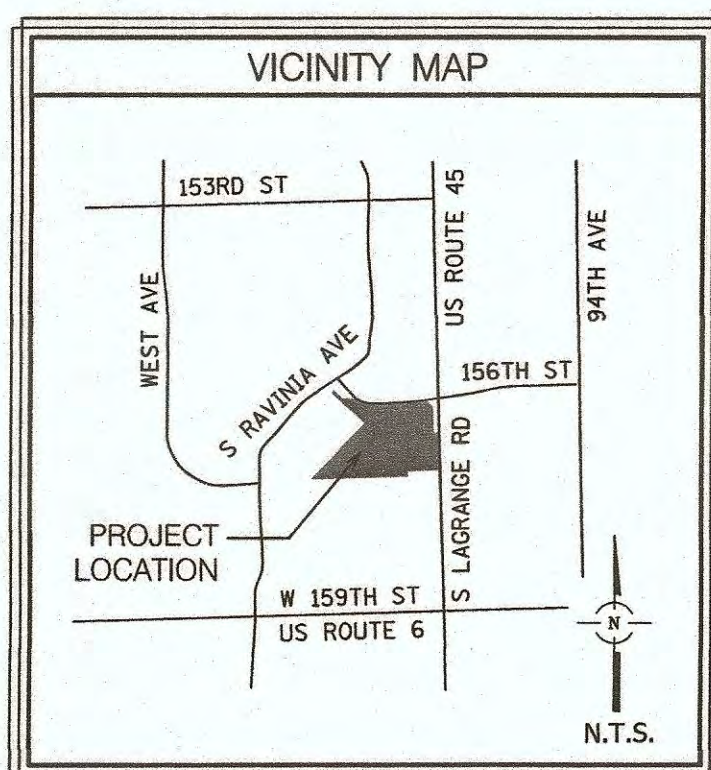 VICINITY MAP
153RD ST
US ROUTE 45
94TH AVE
WEST AVE
S RAVINIA AVE
156TH ST
S LAGRANGE RD
PROJECT
LOCATION
W 159TH ST
US ROUTE 6
N
N.T.S.